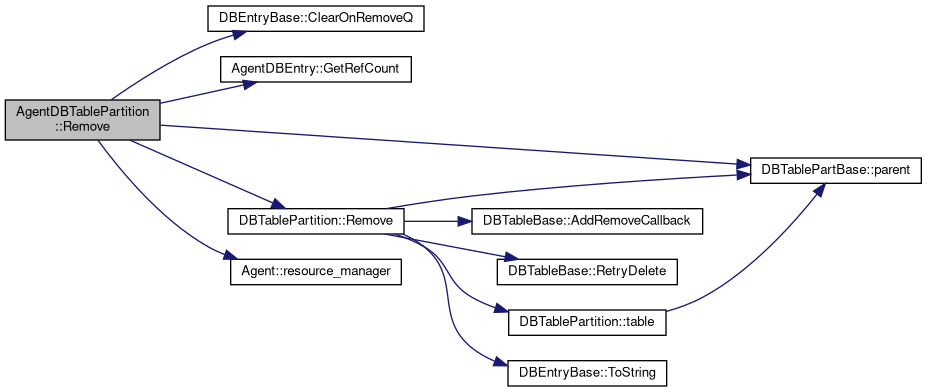 DBEntryBase::ClearOnRemoveQ
AgentDBEntry::GetRefCount
AgentDBTablePartition
::Remove
DBTablePartBase::parent
DBTablePartition::Remove
DBTableBase::AddRemoveCallback
Agent::resource_manager
DBTableBase::RetryDelete
DBTablePartition::table
DBEntryBase::ToString